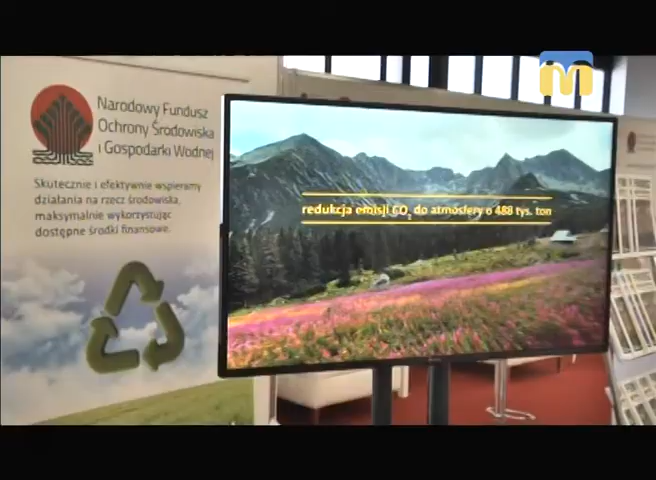 Narodowy Fundusz
Ochrony Środowiska
i Gospodarki Wodnej
Skutecznie i efektywnie wspieramy
działania na rzecz środowiska,
maksymalnie wykorzystując
dostępne środki finansowe.
redukcja emisji CO₂ do atmosfery o 488 tys. ton
M